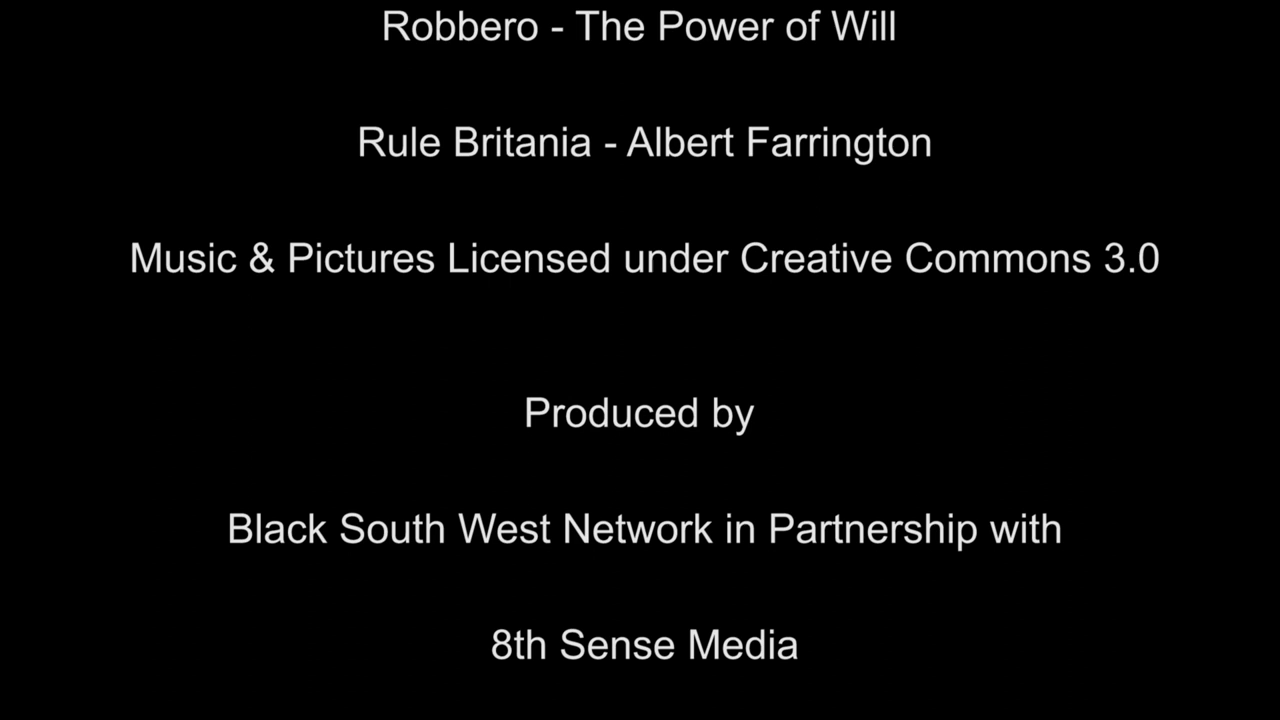 Robbero - The Power of Will
Rule Britania - Albert Farrington
Music & Pictures Licensed under Creative Commons 3.0
Produced by
Black South West Network in Partnership with
8th Sense Media